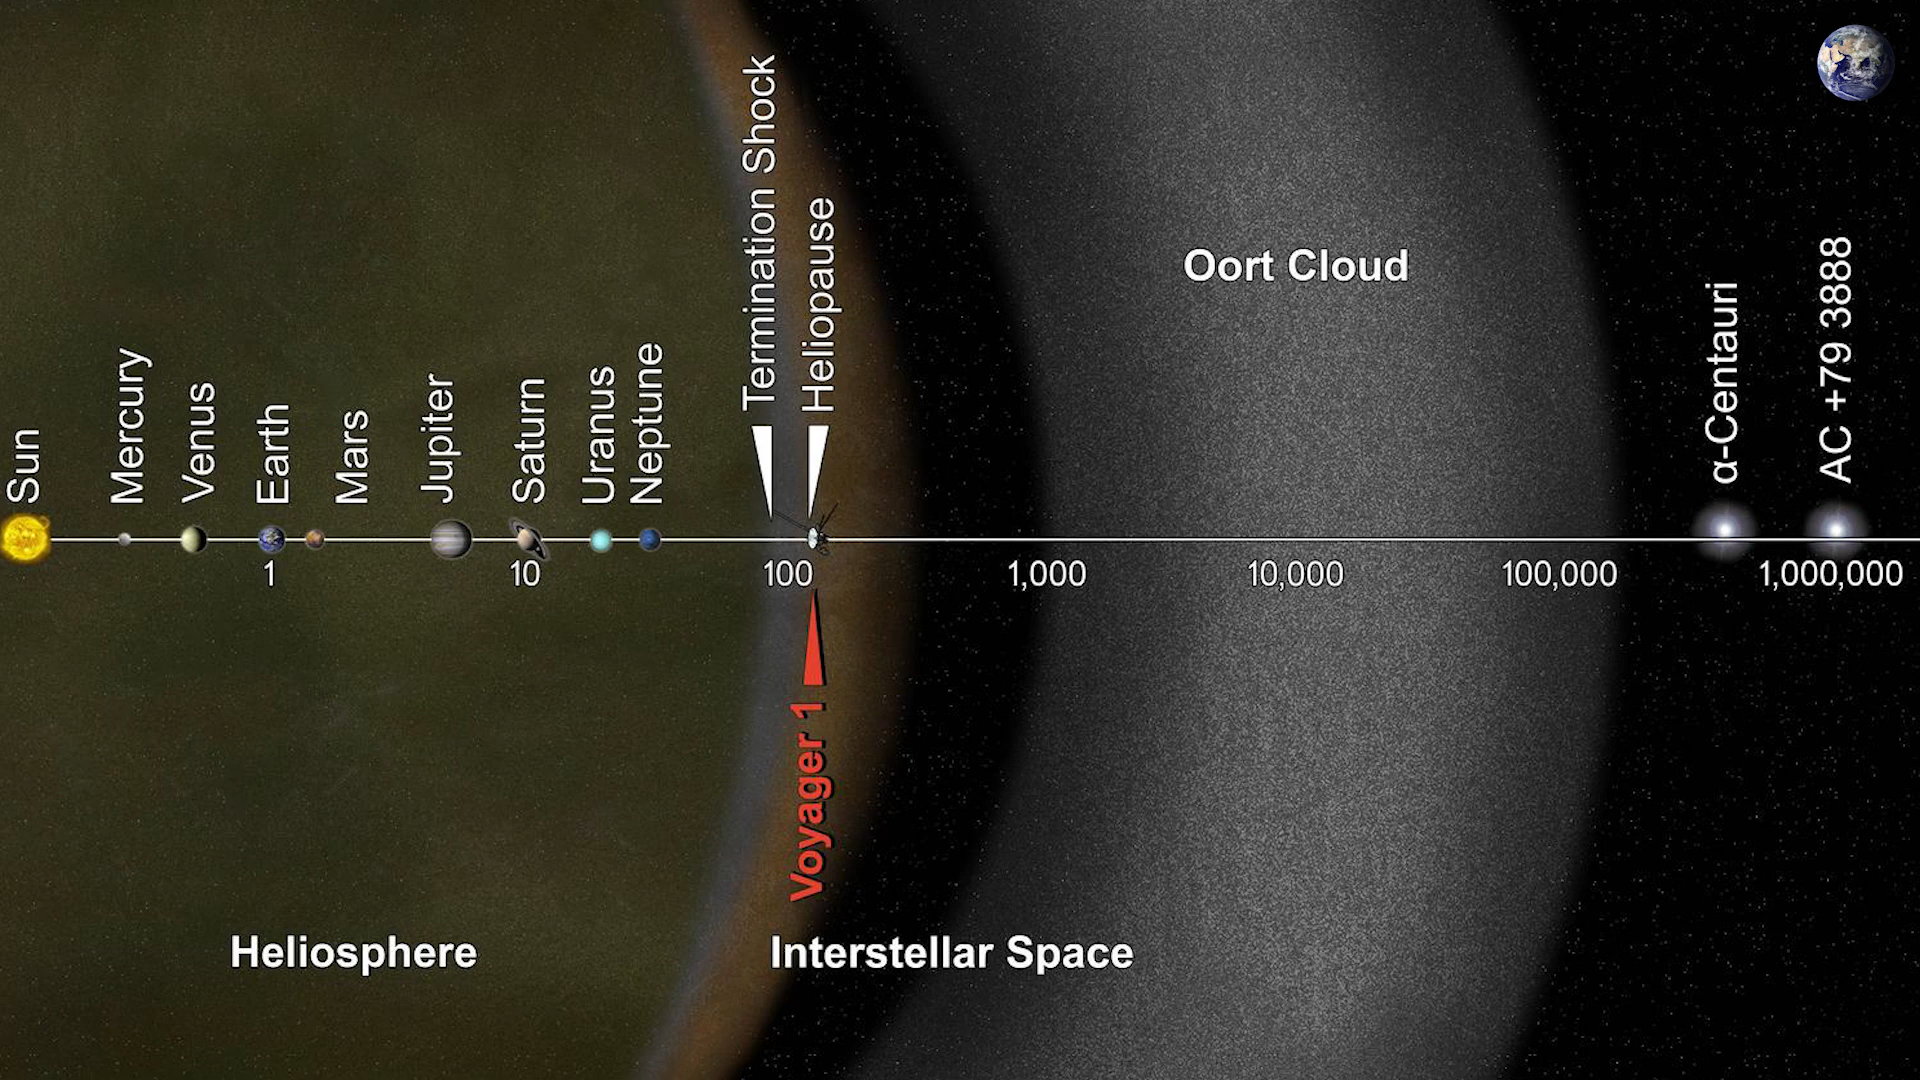 Sun
Mercury
Venus
Earth
Mars
Jupiter
Saturn
Uranus
Neptune
Termination Shock
Heliopause
Oort Cloud
α-Centauri
AC +79 3888
1
10
100
1,000
10,000
100,000
1,000,000
Voyager 1
Heliosphere
Interstellar Space